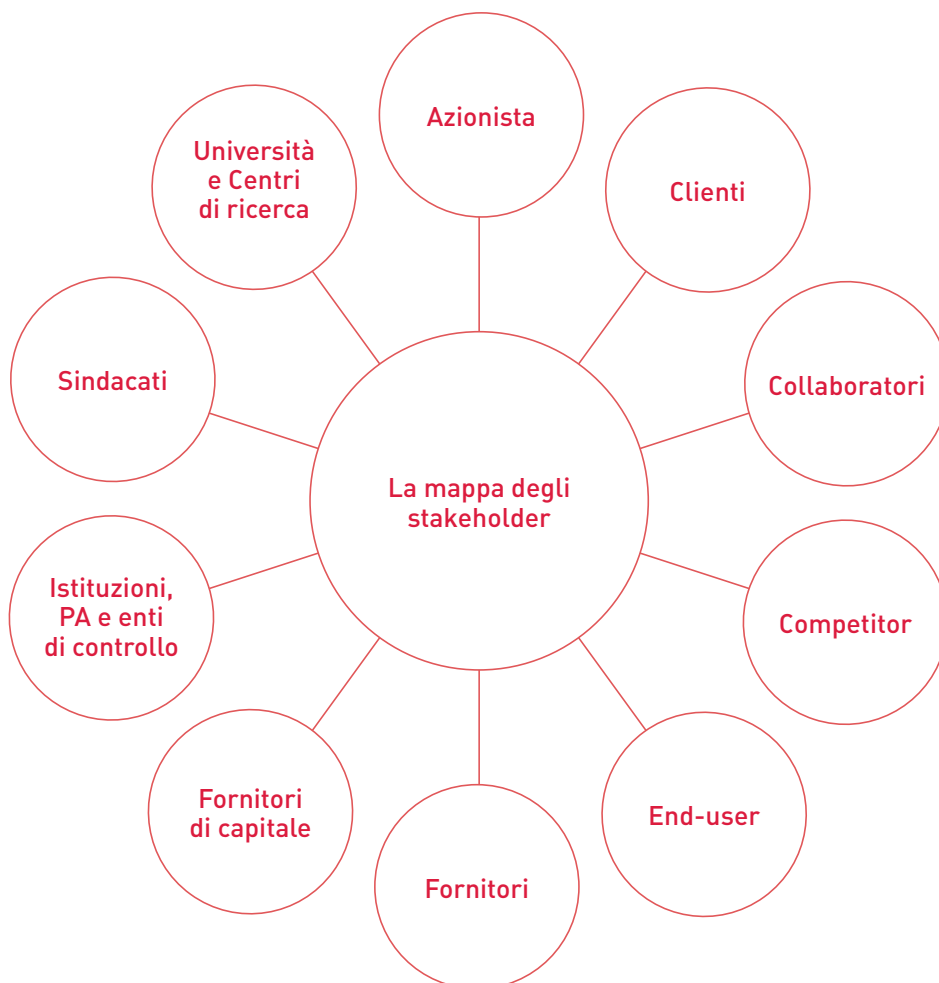 Azionista
Università
e Centri
di ricerca
Clienti
Sindacati
Collaboratori
La mappa degli
stakeholder
Istituzioni,
PA e enti
di controllo
Competitor
Fornitori
di capitale
End-user
Fornitori